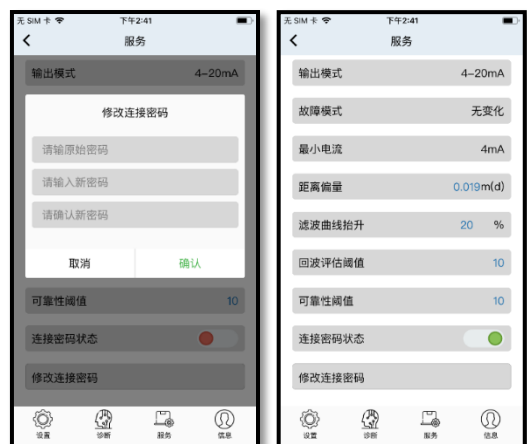 无 SIM 卡
下午2:41
服务
输出模式
4–20mA
修改连接密码
请输原始密码
请输入新密码
请确认新密码
取消
确认
可靠性阈值
10
连接密码状态
修改连接密码
设置
诊断
服务
信息
无 SIM 卡
下午2:41
服务
输出模式
4–20mA
故障模式
无变化
最小电流
4mA
距离偏量
0.019m(d)
滤波曲线抬升
20 %
回波评估阈值
10
可靠性阈值
10
连接密码状态
修改连接密码
设置
诊断
服务
信息